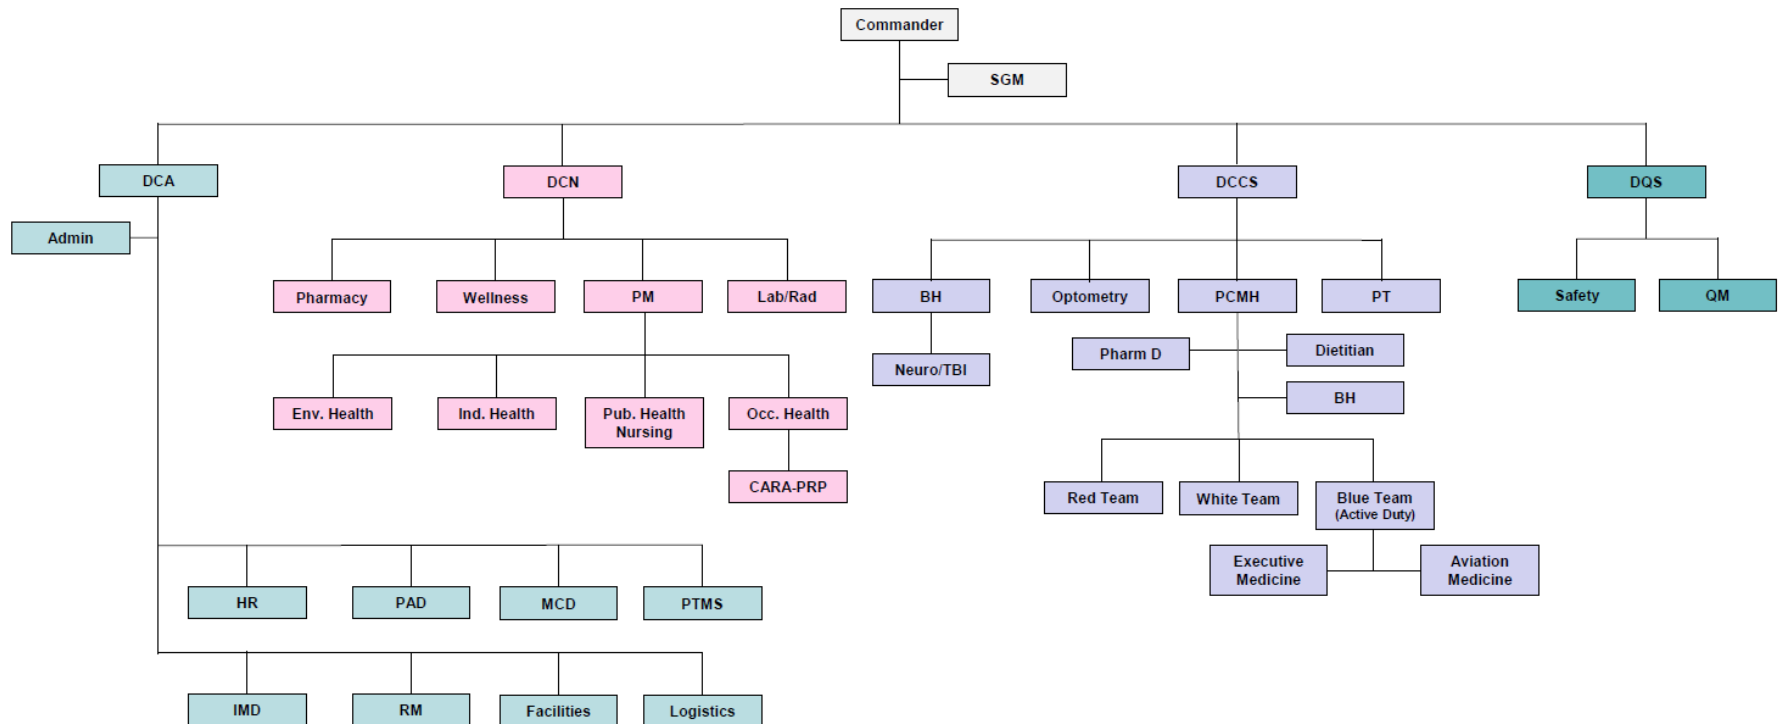 Commander
SGM
DCA
DCN
DCCS
DQS
Admin
Pharmacy
Wellness
PM
Lab/Rad
BH
Optometry
PCMH
PT
Safety
QM
Pharm D
Dietitian
Neuro/TBI
BH
Env. Health
Ind. Health
Pub. Health
Nursing
Occ. Health
CARA-PRP
Red Team
White Team
Blue Team
(Active Duty)
Executive
Medicine
Aviation
Medicine
HR
PAD
MCD
PTMS
IMD
RM
Facilities
Logistics